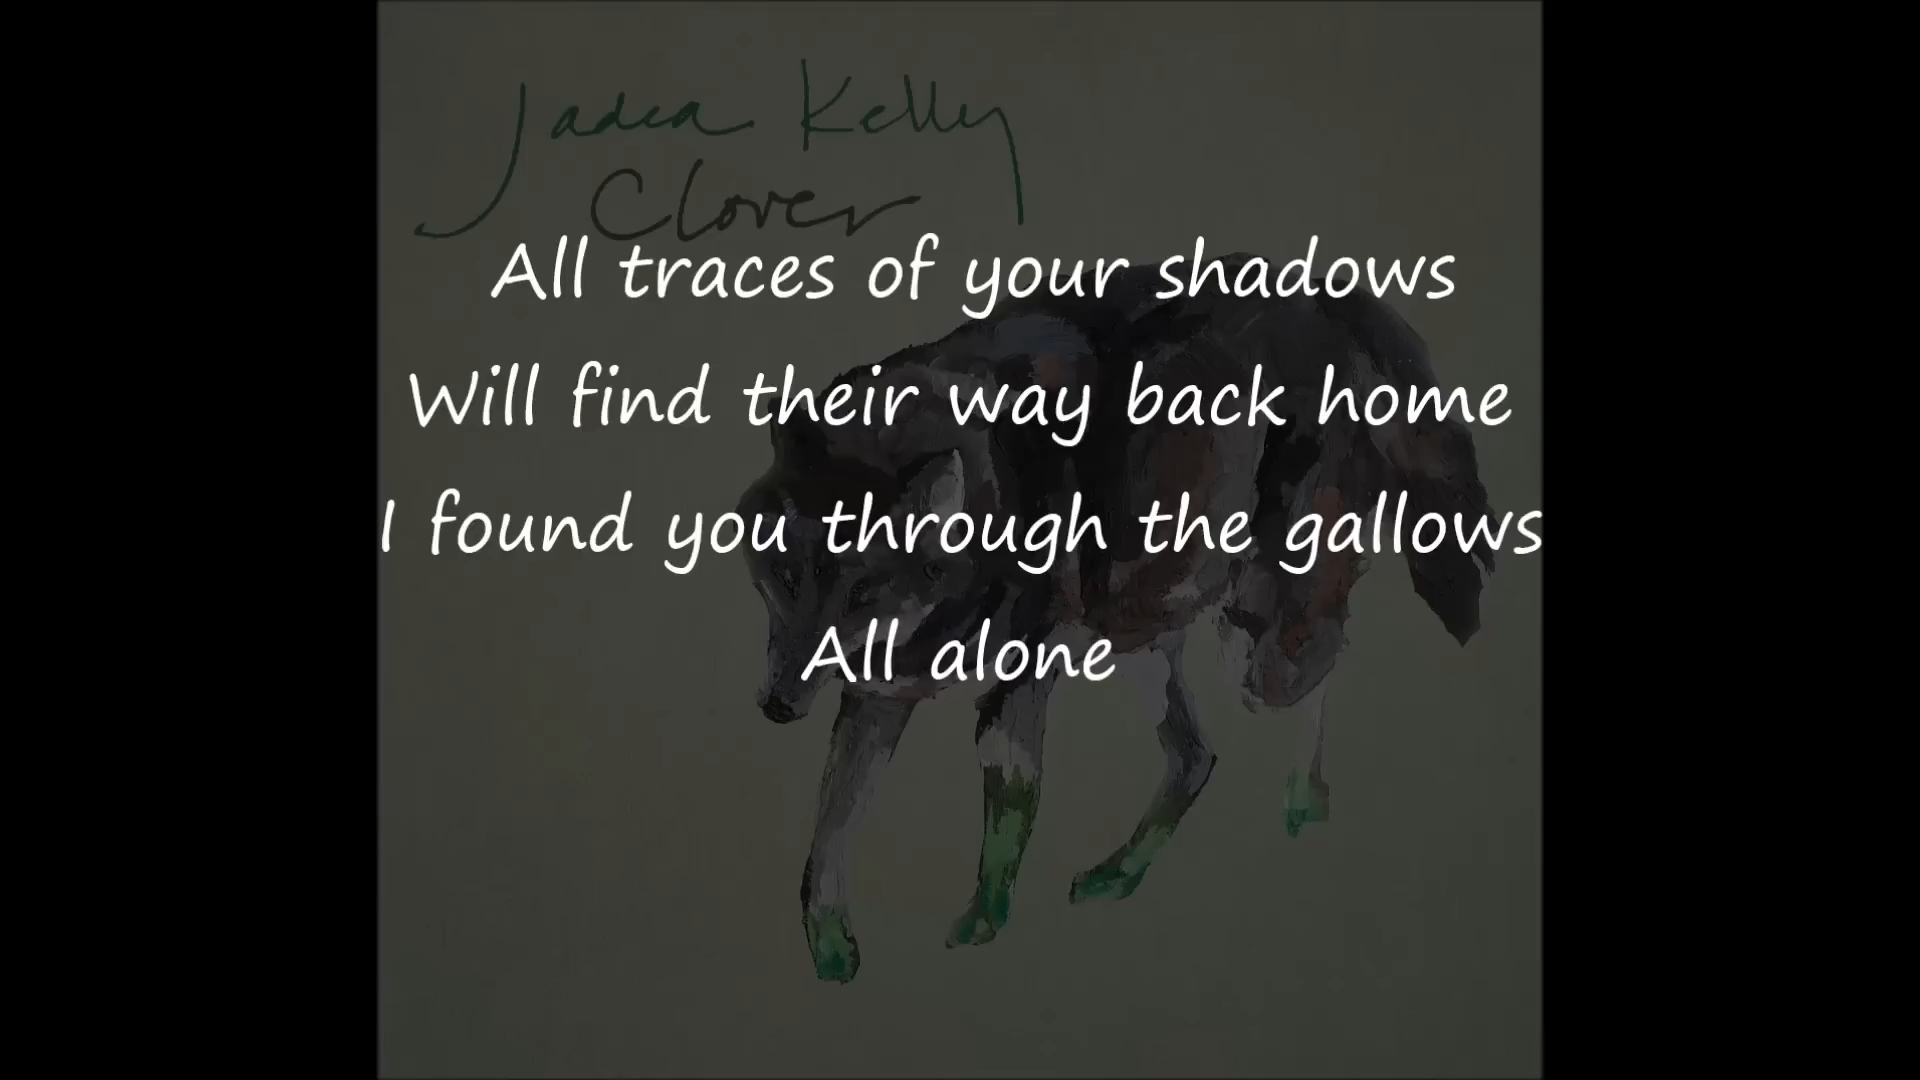 Jadea Kelly
Clover
All traces of your shadows
Will find their way back home
I found you through the gallows
All alone